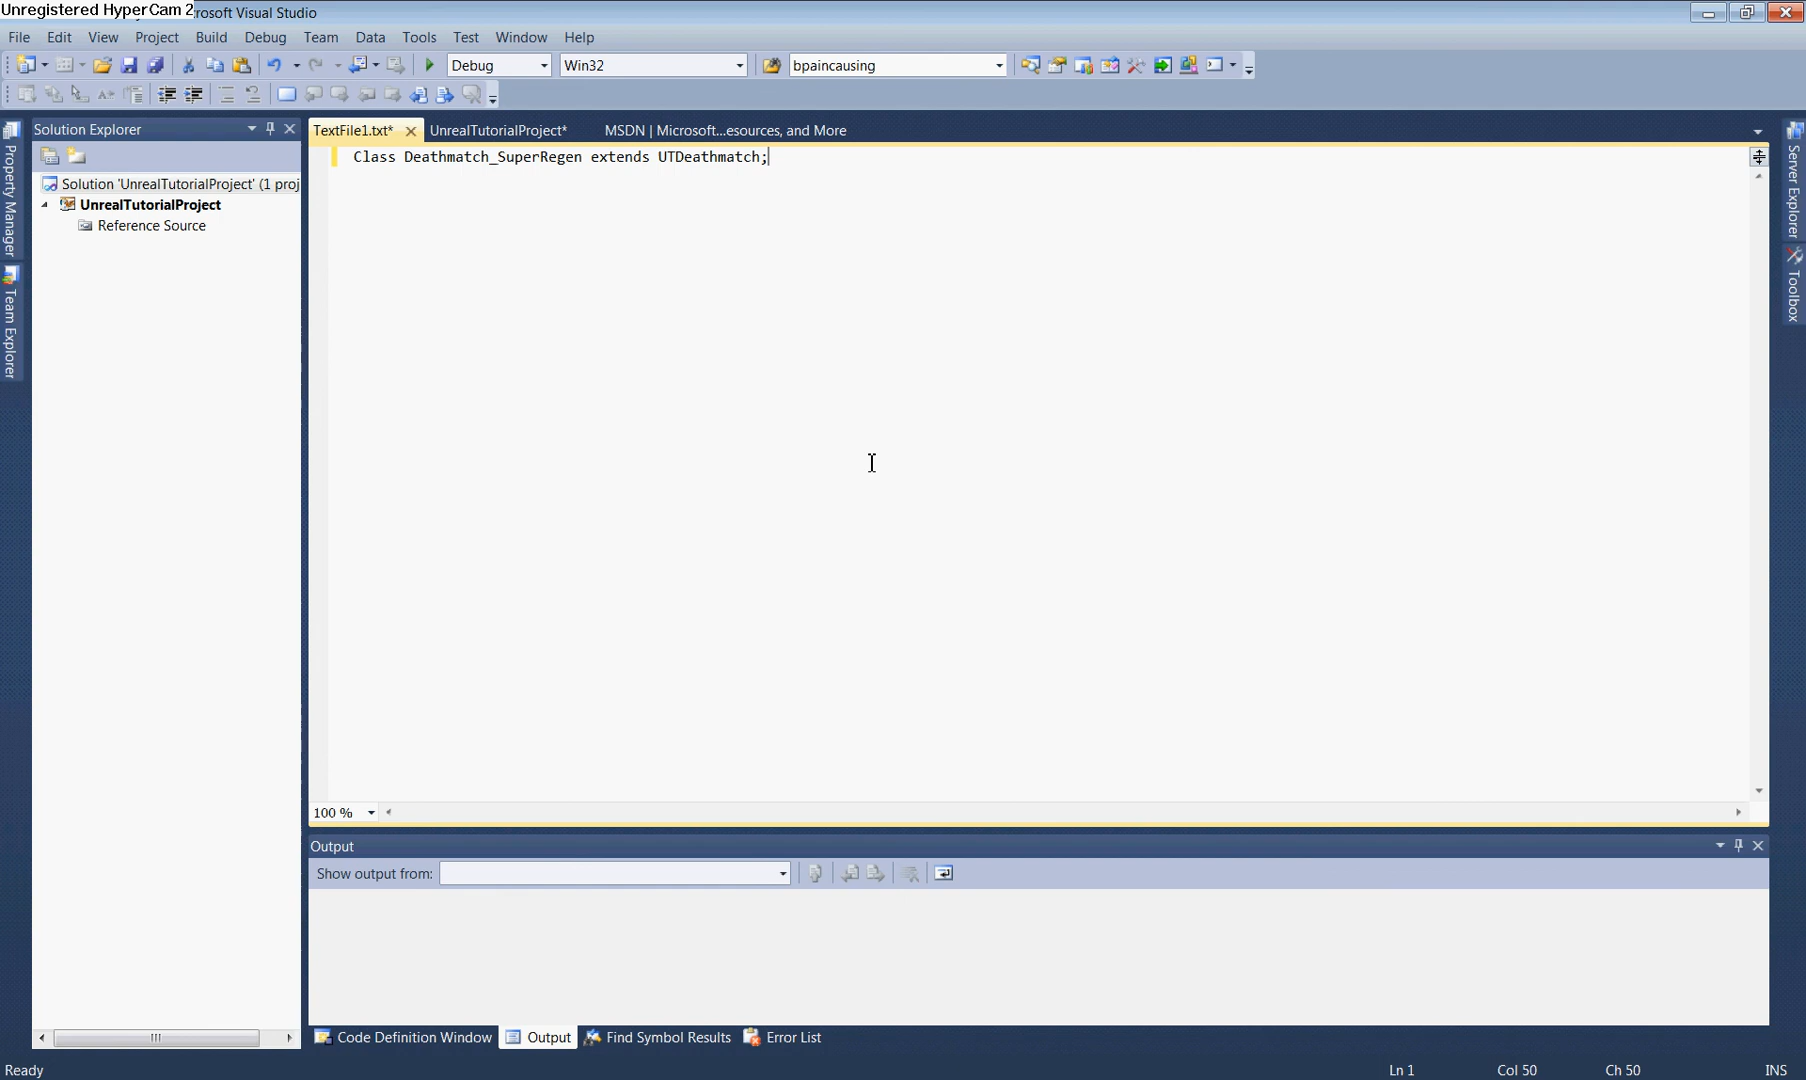 Unregistered HyperCam 2
rosoft Visual Studio
File Edit View Project Build Debug Team Data Tools Test Window Help
Debug Win32 bpaincausing
Solution Explorer
TextFile1.txt* UnrealTutorialProject* MSDN | Microsoft...esources, and More
Class Deathmatch_SuperRegen extends UTDeathmatch;
Solution 'UnrealTutorialProject' (1 proj
UnrealTutorialProject
Reference Source
Property Manager
Team Explorer
Server Explorer
Toolbox
100 %
Output
Show output from:
Code Definition Window Output Find Symbol Results Error List
Ready Ln 1 Col 50 Ch 50 INS